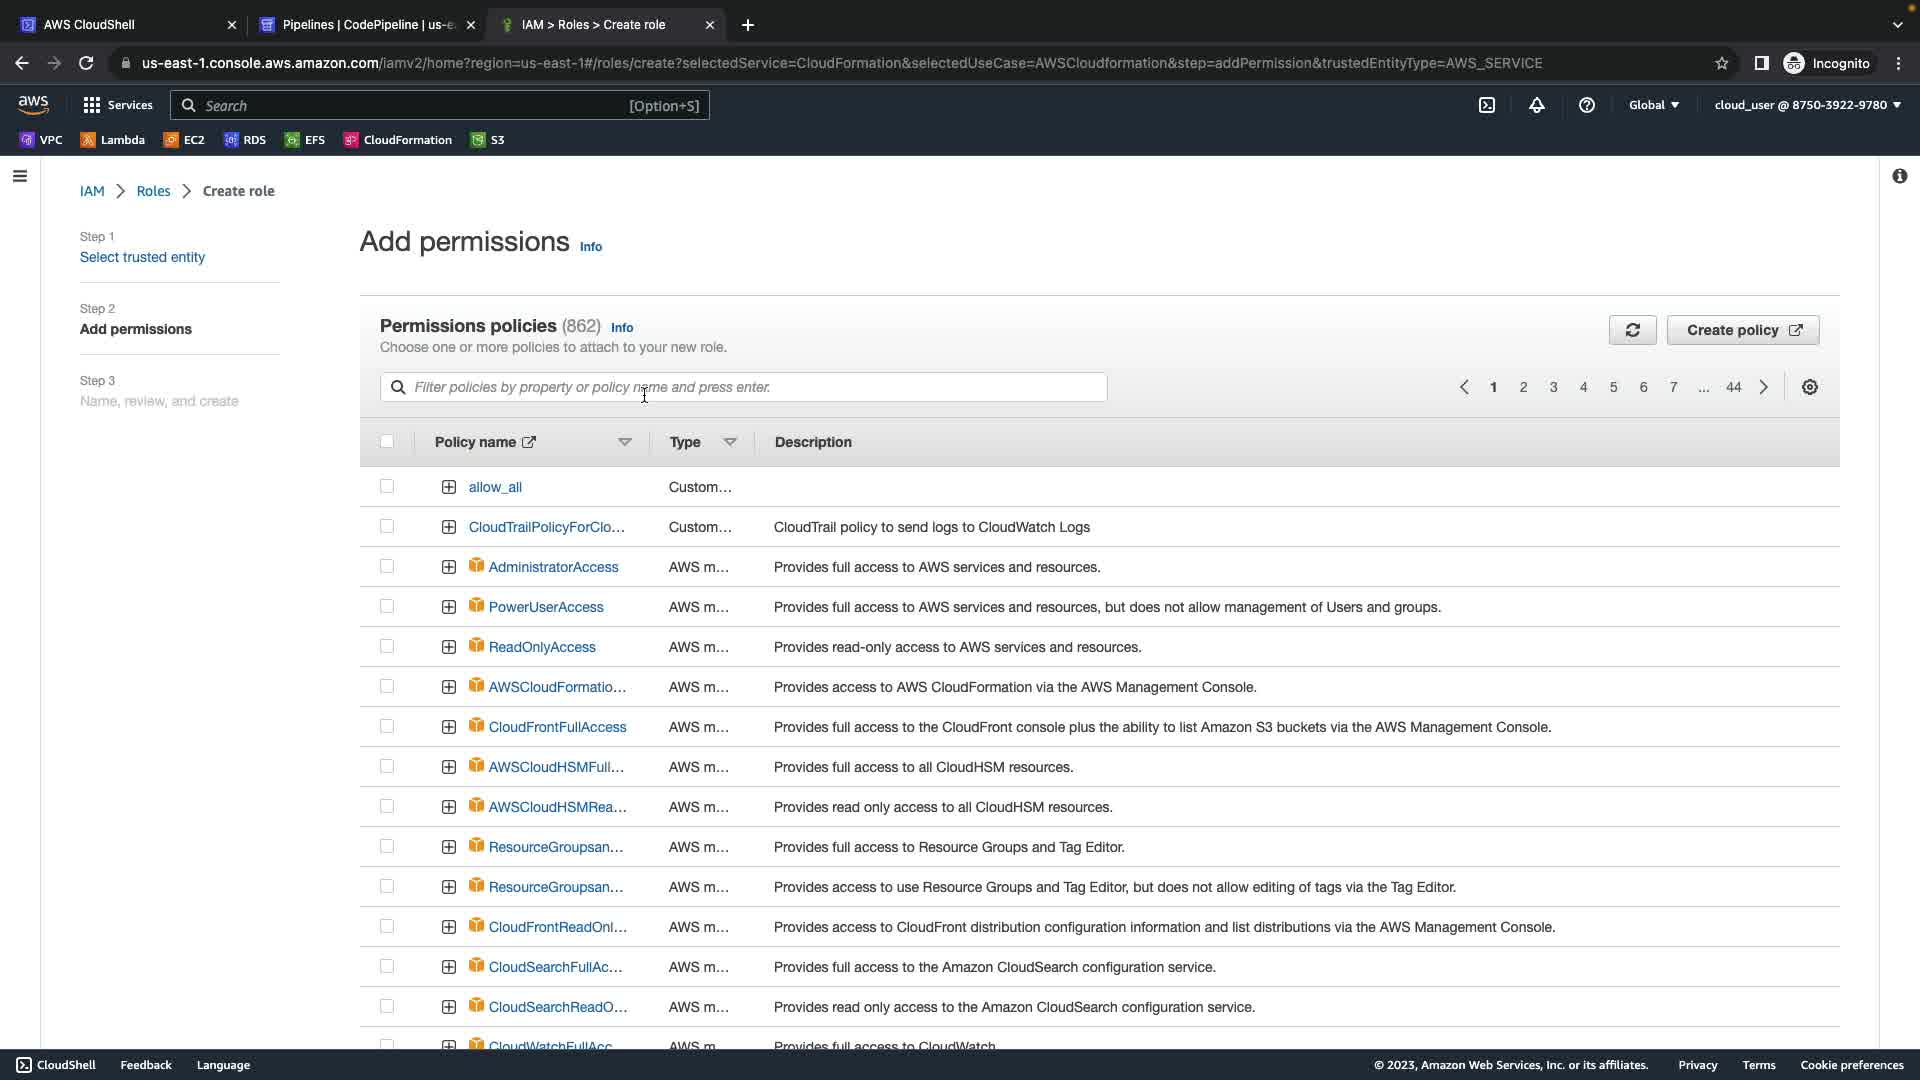 AWS CloudShell
Pipelines | CodePipeline | us-e
IAM > Roles > Create role
us-east-1.console.aws.amazon.com/iamv2/home?region=us-east-1#/roles/create?selectedService=CloudFormation&selectedUseCase=AWSCloudformation&step=addPermission&trustedEntityType=AWS_SERVICE
Incognito
aws
Services
Search
[Option+S]
Global
cloud_user @ 8750-3922-9780
VPC
Lambda
EC2
RDS
EFS
CloudFormation
S3
IAM
Roles
Create role
Step 1
Select trusted entity
Step 2
Add permissions
Step 3
Name, review, and create
Add permissions Info
Permissions policies (862) Info
Choose one or more policies to attach to your new role.
Create policy
Filter policies by property or policy name and press enter.
1 2 3 4 5 6 7 ... 44
Policy name Type Description
allow_all Custom...
CloudTrailPolicyForClo... Custom... CloudTrail policy to send logs to CloudWatch Logs
AdministratorAccess AWS m... Provides full access to AWS services and resources.
PowerUserAccess AWS m... Provides full access to AWS services and resources, but does not allow management of Users and groups.
ReadOnlyAccess AWS m... Provides read-only access to AWS services and resources.
AWSCloudFormatio... AWS m... Provides access to AWS CloudFormation via the AWS Management Console.
CloudFrontFullAccess AWS m... Provides full access to the CloudFront console plus the ability to list Amazon S3 buckets via the AWS Management Console.
AWSCloudHSMFull... AWS m... Provides full access to all CloudHSM resources.
AWSCloudHSMRea... AWS m... Provides read only access to all CloudHSM resources.
ResourceGroupsan... AWS m... Provides full access to Resource Groups and Tag Editor.
ResourceGroupsan... AWS m... Provides access to use Resource Groups and Tag Editor, but does not allow editing of tags via the Tag Editor.
CloudFrontReadOnl... AWS m... Provides access to CloudFront distribution configuration information and list distributions via the AWS Management Console.
CloudSearchFullAc... AWS m... Provides full access to the Amazon CloudSearch configuration service.
CloudSearchReadO... AWS m... Provides read only access to the Amazon CloudSearch configuration service.
CloudWatchFullAcc AWS m Provides full access to CloudWatch
CloudShell
Feedback
Language
© 2023, Amazon Web Services, Inc. or its affiliates.
Privacy
Terms
Cookie preferences